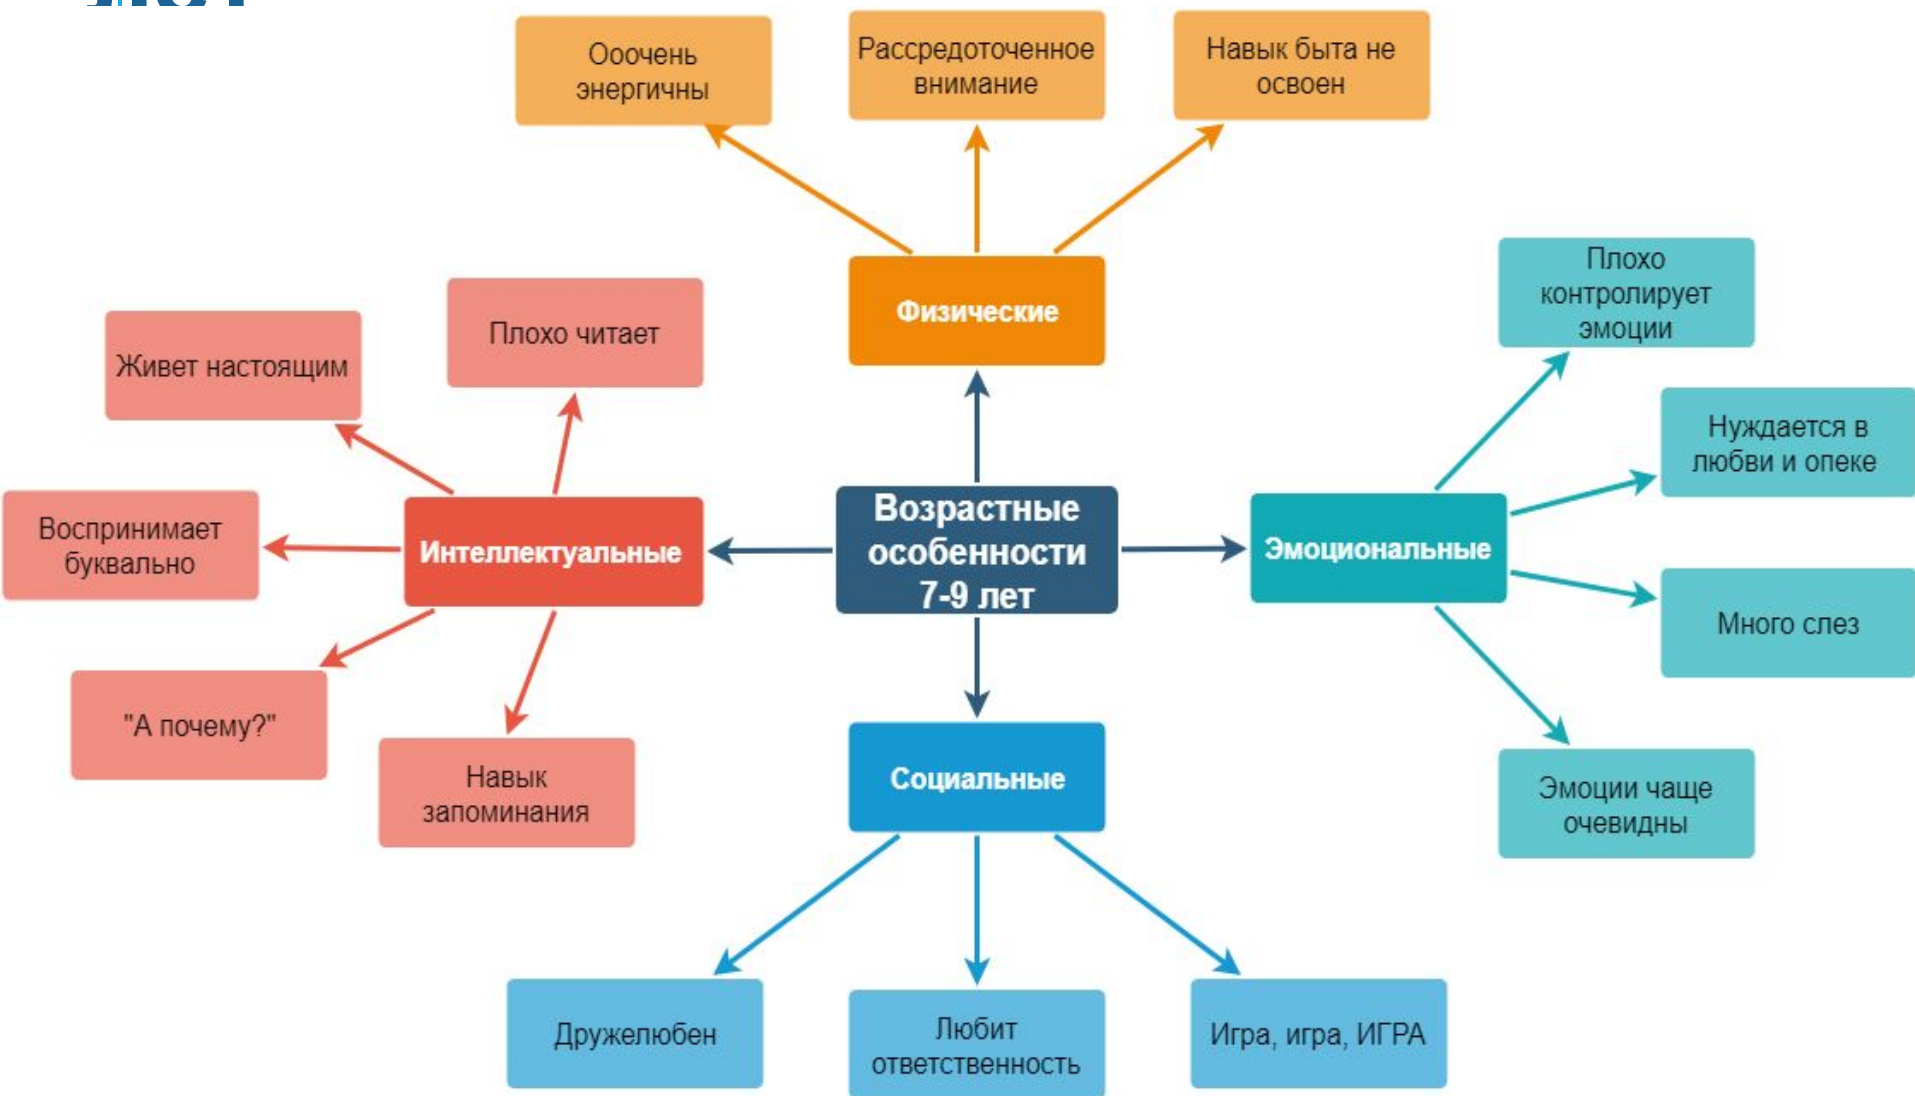 Ооочень
энергичны
Рассредоточенное
внимание
Навык быта не
освоен
Физические
Плохо
контролирует
эмоции
Нуждается в
любви и опеке
Много слез
Эмоции чаще
очевидны
Эмоциональные
Возрастные
особенности
7-9 лет
Интеллектуальные
Плохо читает
Живет настоящим
Воспринимает
буквально
"А почему?"
Навык
запоминания
Социальные
Дружелюбен
Любит
ответственность
Игра, игра, ИГРА